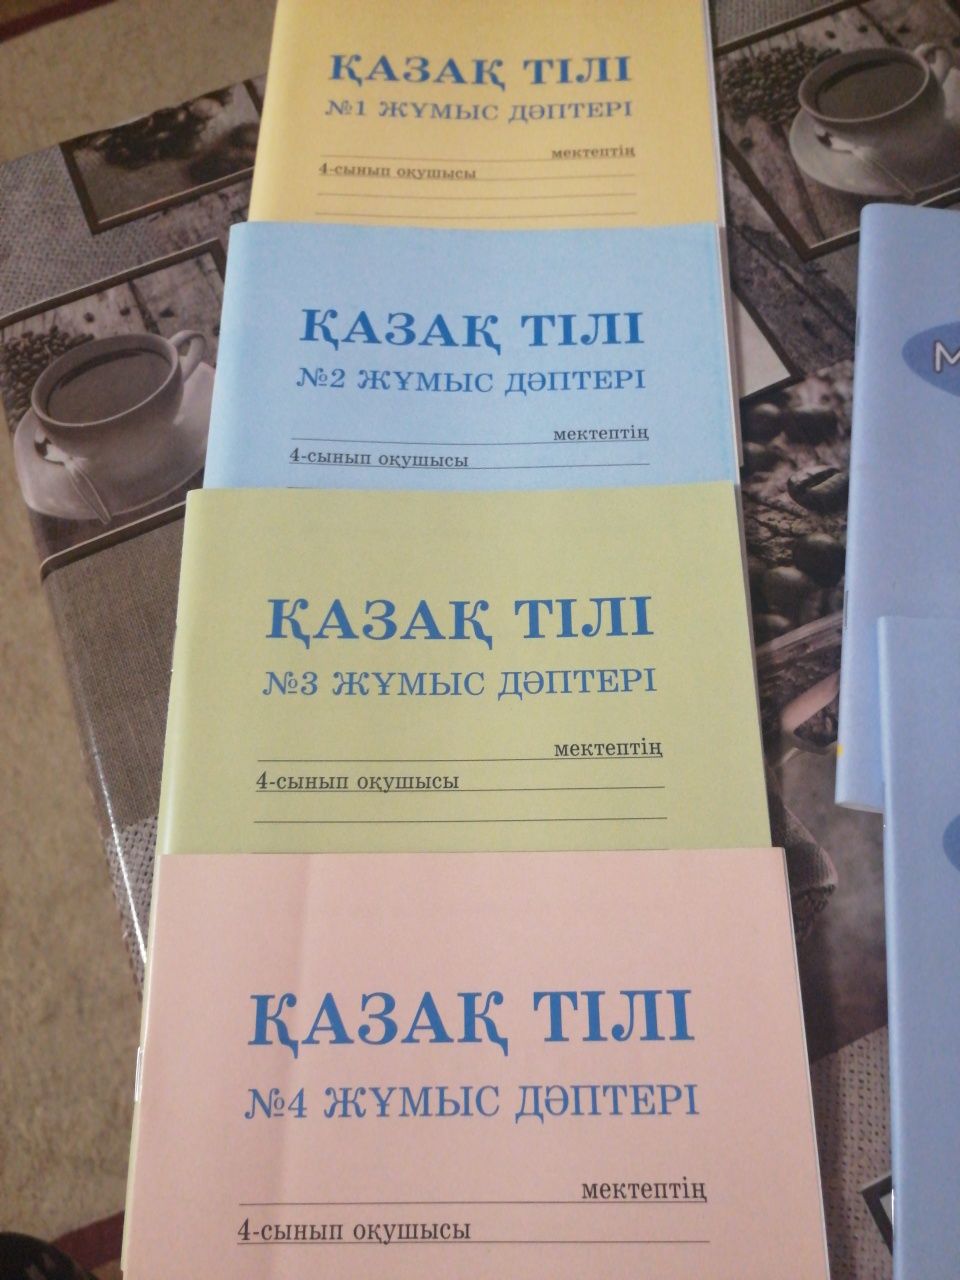 ҚАЗАҚ ТІЛІ
№1 ЖҰМЫС ДӘПТЕРІ
мектептің
4-сынып оқушысы
ҚАЗАҚ ТІЛІ
№2 ЖҰМЫС ДӘПТЕРІ
мектептің
4-сынып оқушысы
ҚАЗАҚ ТІЛІ
№3 ЖҰМЫС ДӘПТЕРІ
мектептің
4-сынып оқушысы
ҚАЗАҚ ТІЛІ
№4 ЖҰМЫС ДӘПТЕРІ
мектептің
4-сынып оқушысы